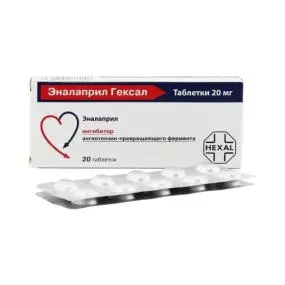 Эналаприл Гексал
Таблетки 20 мг
Эналаприл
ингибитор
ангиотензин-превращающего фермента
20 таблеток
HEXAL